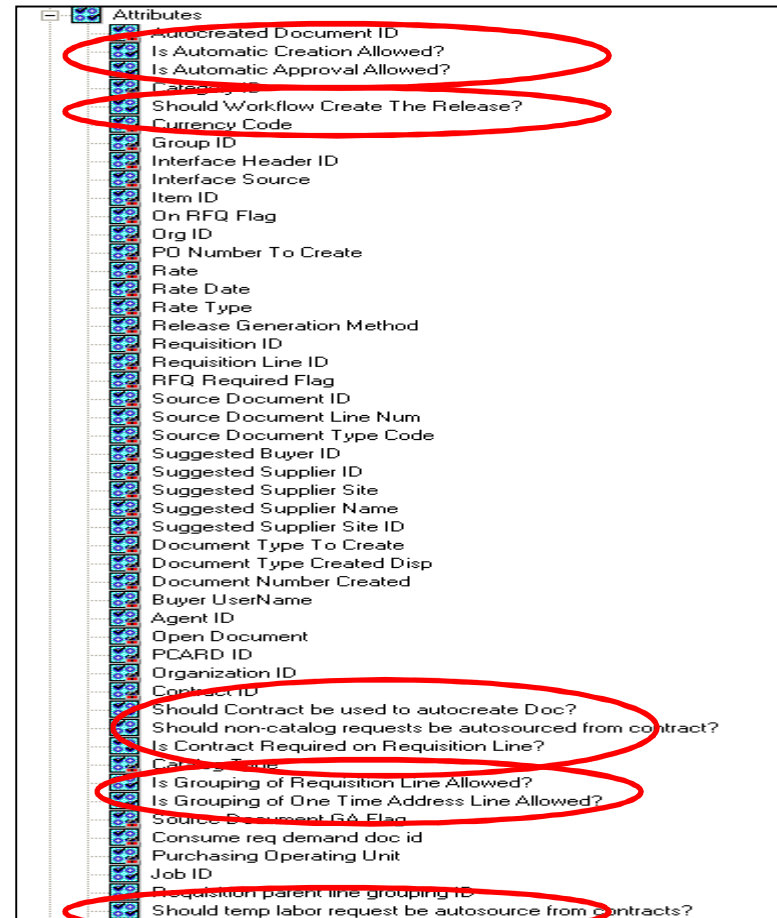 Attributes
Autocreated Document ID
Is Automatic Creation Allowed?
Is Automatic Approval Allowed?
Category ID
Should Workflow Create The Release?
Currency Code
Group ID
Interface Header ID
Interface Source
Item ID
On RFQ Flag
Org ID
PO Number To Create
Rate
Rate Date
Rate Type
Release Generation Method
Requisition ID
Requisition Line ID
RFQ Required Flag
Source Document ID
Source Document Line Num
Source Document Type Code
Suggested Buyer ID
Suggested Supplier ID
Suggested Supplier Site
Suggested Supplier Name
Suggested Supplier Site ID
Document Type To Create
Document Type Created Disp
Document Number Created
Buyer UserName
Agent ID
Open Document
PCARD ID
Organization ID
Contract ID
Should Contract be used to autocreate Doc?
Should non-catalog requests be autosourced from contract?
Is Contract Required on Requisition Line?
Catalog Type
Is Grouping of Requisition Line Allowed?
Is Grouping of One Time Address Line Allowed?
Source Document GA Flag
Consume req demand doc id
Purchasing Operating Unit
Job ID
Requisition parent line grouping ID
Should temp labor request be autosource from contracts?